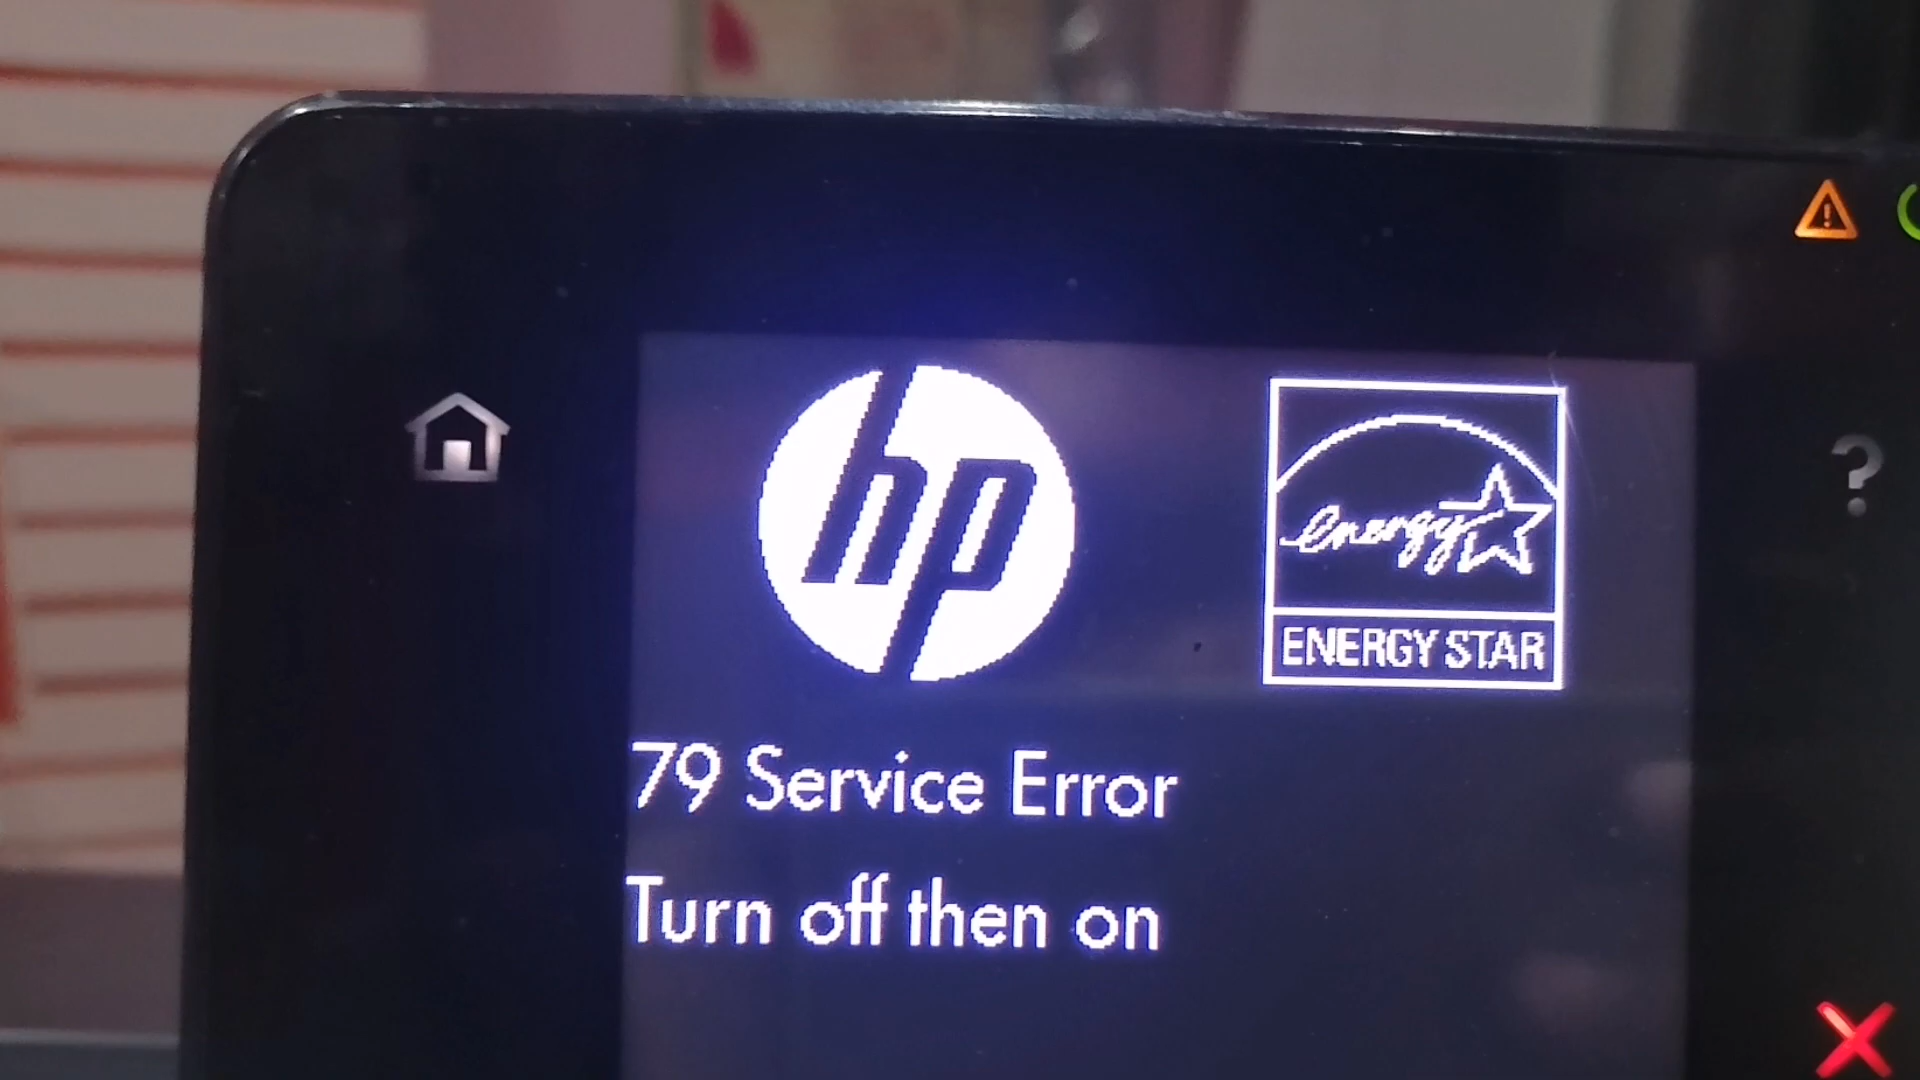 hp
energy
ENERGY STAR
79 Service Error
Turn off then on